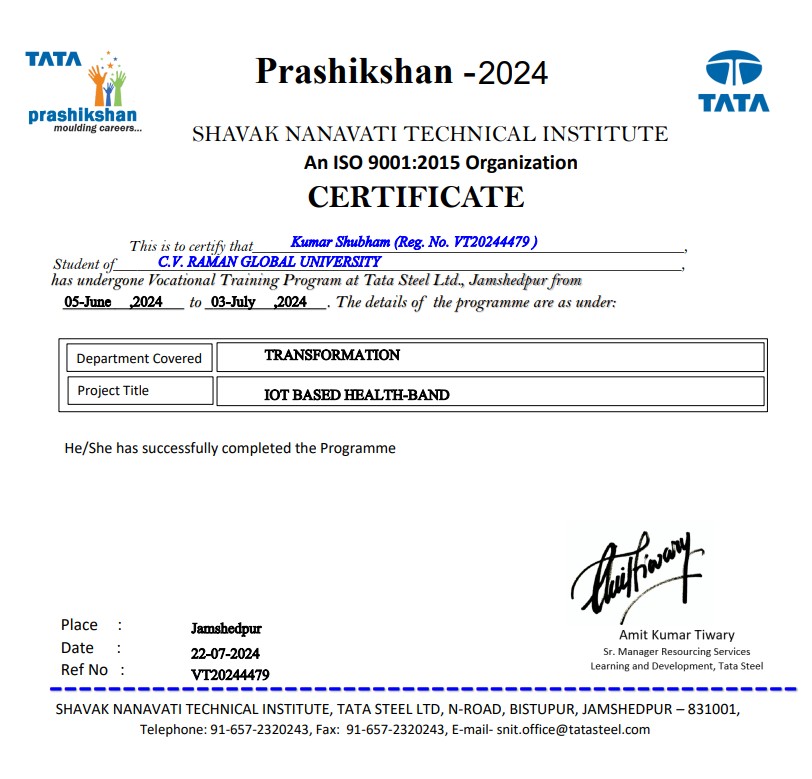 TATA
prashikshan
moulding careers...
Prashikshan -2024
TATA
SHAVAK NANAVATI TECHNICAL INSTITUTE
An ISO 9001:2015 Organization
CERTIFICATE
This is to certify that Kumar Shubham (Reg. No. VT20244479 ) ,
Student of C.V. RAMAN GLOBAL UNIVERSITY ,
has undergone Vocational Training Program at Tata Steel Ltd., Jamshedpur from
05-June ,2024 to 03-July ,2024 . The details of the programme are as under:
Department Covered TRANSFORMATION
Project Title IOT BASED HEALTH-BAND
He/She has successfully completed the Programme
Place : Jamshedpur
Date : 22-07-2024
Ref No : VT20244479
Amit Kumar Tiwary
Sr. Manager Resourcing Services
Learning and Development, Tata Steel
SHAVAK NANAVATI TECHNICAL INSTITUTE, TATA STEEL LTD, N-ROAD, BISTUPUR, JAMSHEDPUR – 831001,
Telephone: 91-657-2320243, Fax: 91-657-2320243, E-mail- snit.office@tatasteel.com